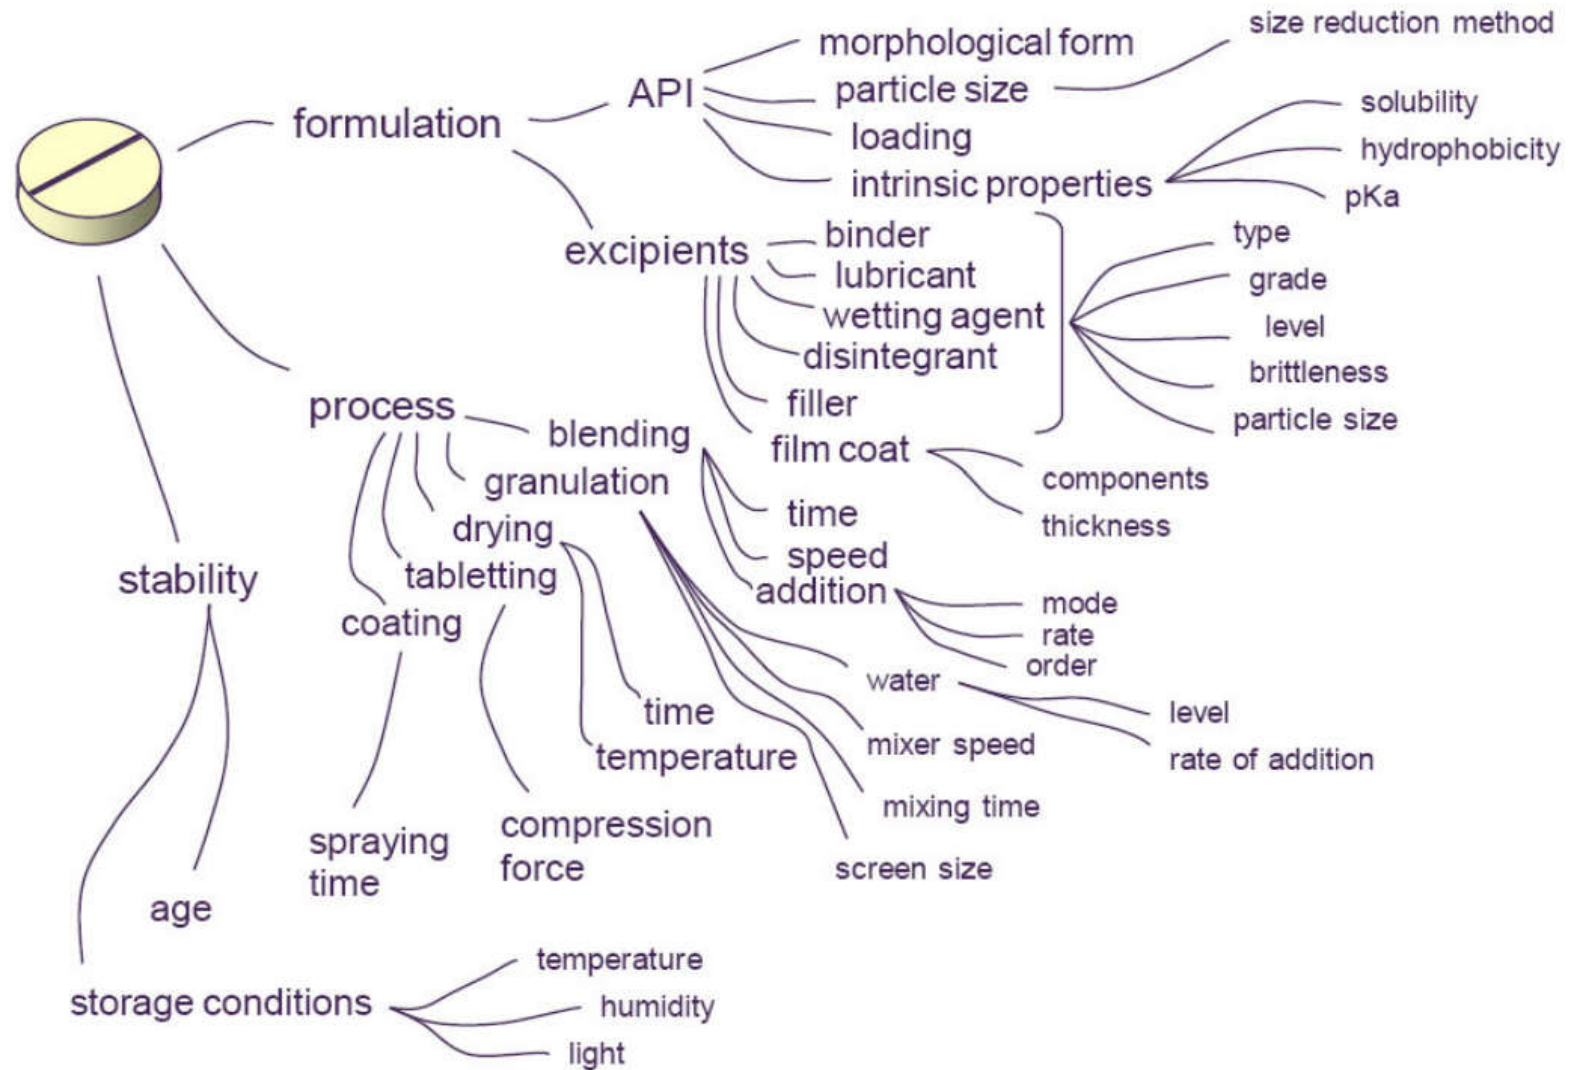 size reduction method
morphological form
API
particle size
solubility
formulation
loading
hydrophobicity
intrinsic properties
pKa
binder
type
excipients
lubricant
grade
wetting agent
level
disintegrant
brittleness
filler
particle size
process
blending
film coat
components
granulation
time
thickness
drying
speed
stability
tabletting
addition
mode
coating
rate
order
water
level
time
mixer speed
temperature
rate of addition
mixing time
spraying
time
compression
force
screen size
age
temperature
storage conditions
humidity
light